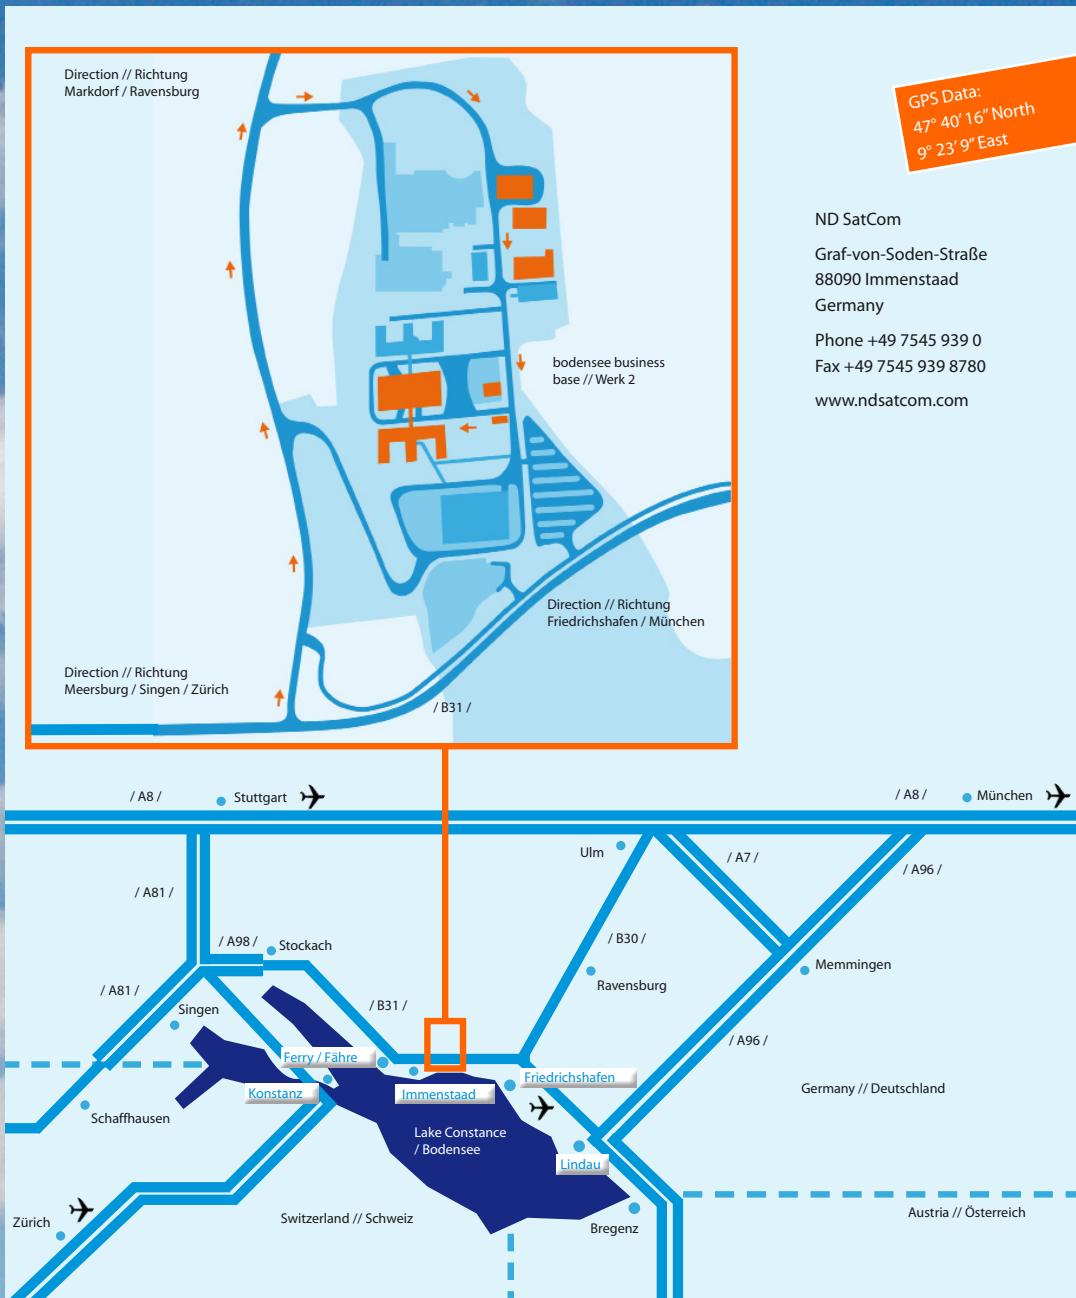 Direction // Richtung
Markdorf / Ravensburg
GPS Data:
47° 40' 16" North
9° 23' 9" East
ND SatCom
Graf-von-Soden-Straße
88090 Immenstaad
Germany
Phone +49 7545 939 0
Fax +49 7545 939 8780
www.ndsatcom.com
bodensee business
base // Werk 2
Direction // Richtung
Friedrichshafen / München
Direction // Richtung
Meersburg / Singen / Zürich
/ B31 /
/ A8 /
Stuttgart
/ A8 /
München
Ulm
/ A7 /
/ A96 /
/ A81 /
/ A98 /
Stockach
/ B30 /
Memmingen
/ A81 /
Singen
/ B31 /
Ravensburg
/ A96 /
Ferry / Fähre
Konstanz
Immenstaad
Friedrichshafen
Germany // Deutschland
Schaffhausen
Lake Constance
/ Bodensee
Lindau
Zürich
Switzerland // Schweiz
Bregenz
Austria // Österreich